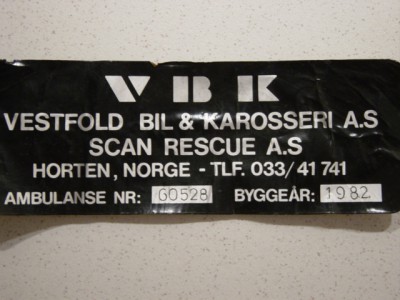 VBK
VESTFOLD BIL & KAROSSERI A.S
SCAN RESCUE A.S
HORTEN, NORGE - TLF. 033/41 741
AMBULANSE NR: 60528 BYGGEÅR: 1982